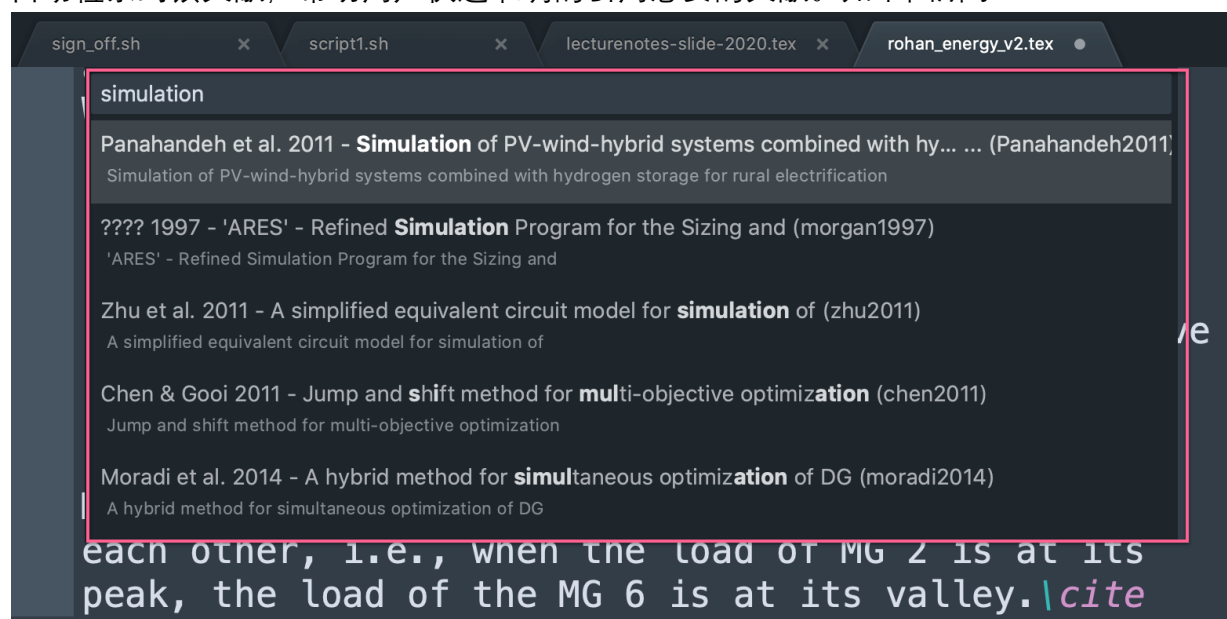 sign_off.sh × script1.sh × lecturenotes-slide-2020.tex × rohan_energy_v2.tex ●
simulation
Panahandeh et al. 2011 - Simulation of PV-wind-hybrid systems combined with hy... ... (Panahandeh2011)
Simulation of PV-wind-hybrid systems combined with hydrogen storage for rural electrification
???? 1997 - 'ARES' - Refined Simulation Program for the Sizing and (morgan1997)
'ARES' - Refined Simulation Program for the Sizing and
Zhu et al. 2011 - A simplified equivalent circuit model for simulation of (zhu2011)
A simplified equivalent circuit model for simulation of
ve
Chen & Gooi 2011 - Jump and shift method for multi-objective optimization (chen2011)
Jump and shift method for multi-objective optimization
Moradi et al. 2014 - A hybrid method for simultaneous optimization of DG (moradi2014)
A hybrid method for simultaneous optimization of DG
each other, i.e., when the load of MG 2 is at its
peak, the load of the MG 6 is at its valley.\cite